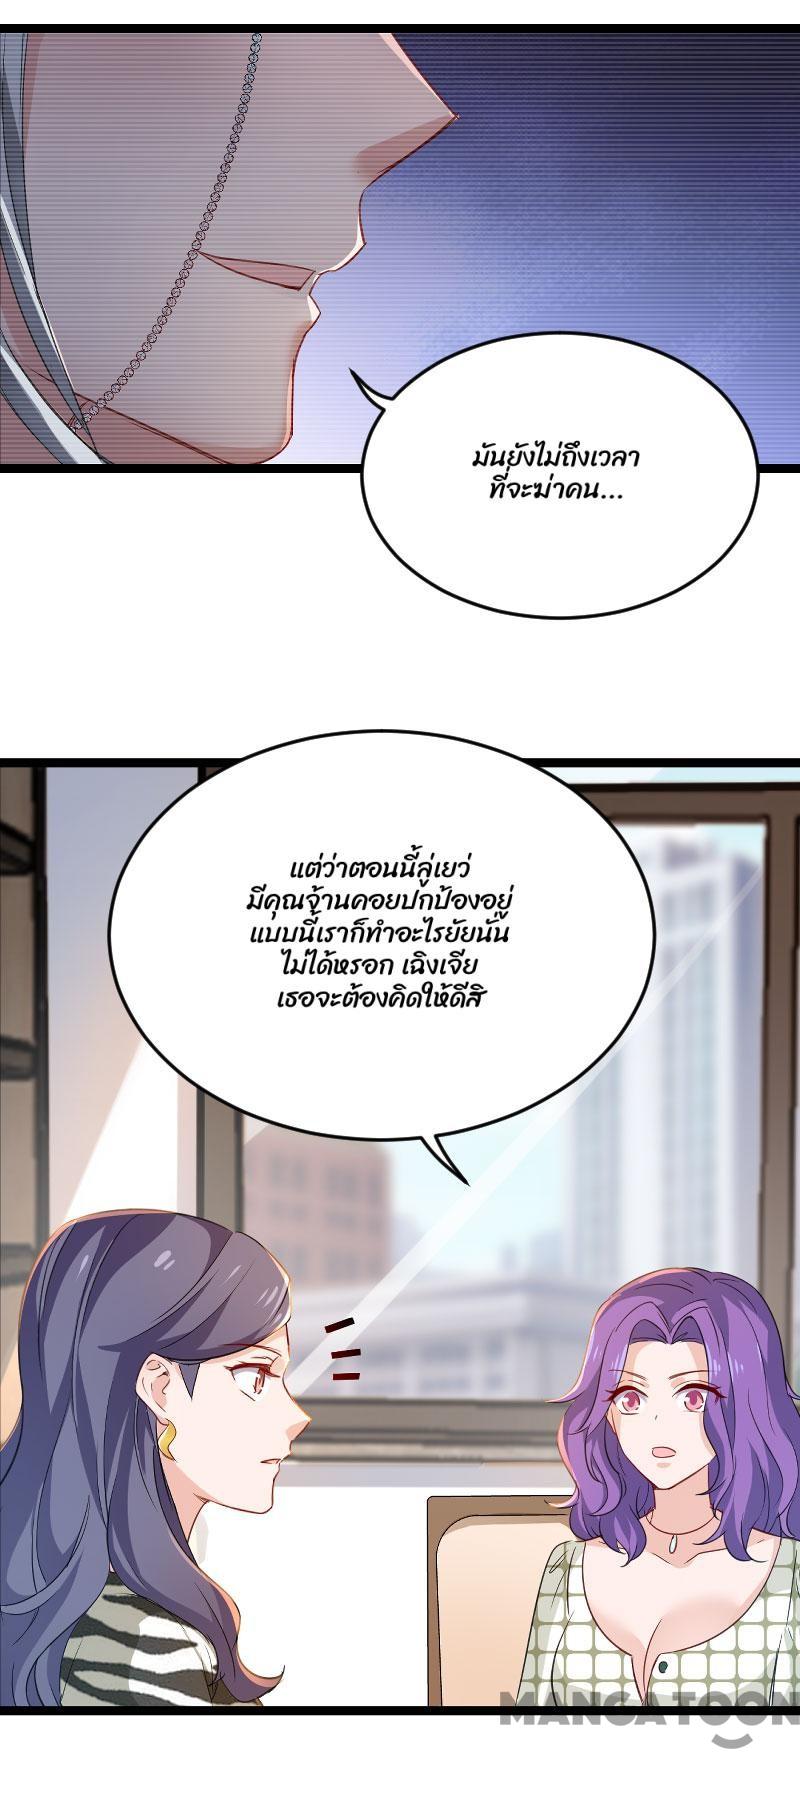 มันยังไม่ถึงเวลา
ที่จะฆ่าคน...
แต่ว่าตอนนี้ลู่เยว่
มีคุณจ้านคอยปกป้องอยู่
แบบนี้เราก็ทำอะไรยัยนั่น
ไม่ได้หรอก เฉิงเจีย
เธอจะต้องคิดให้ดีสิ
MANGATOON